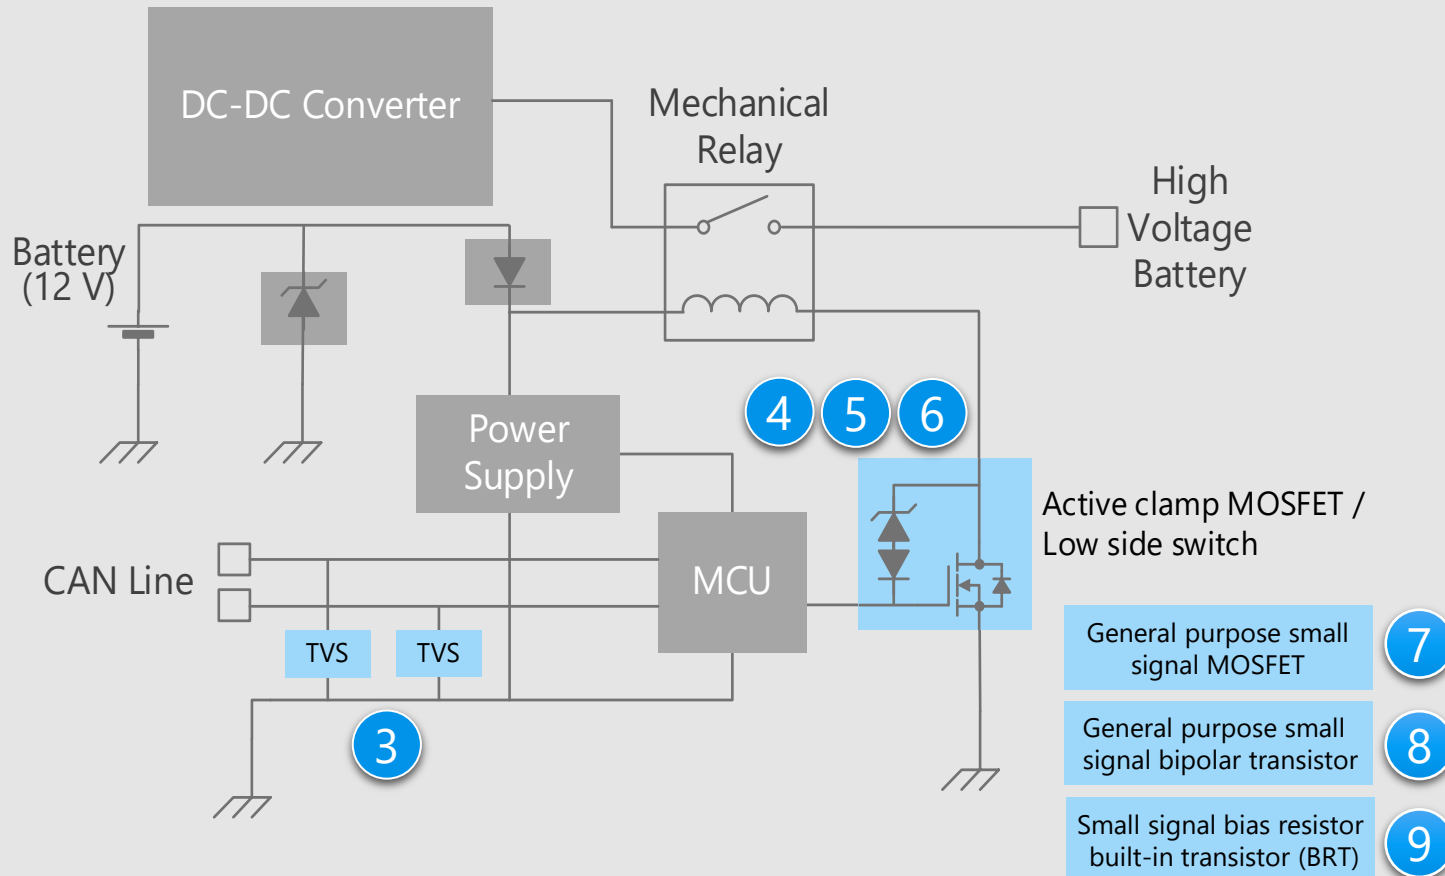 DC-DC Converter
Mechanical
Relay
High
Voltage
Battery
Battery
(12 V)
4 5 6
Power
Supply
Active clamp MOSFET /
Low side switch
CAN Line
MCU
TVS TVS
3
General purpose small
signal MOSFET
7
General purpose small
signal bipolar transistor
8
Small signal bias resistor
built-in transistor (BRT)
9